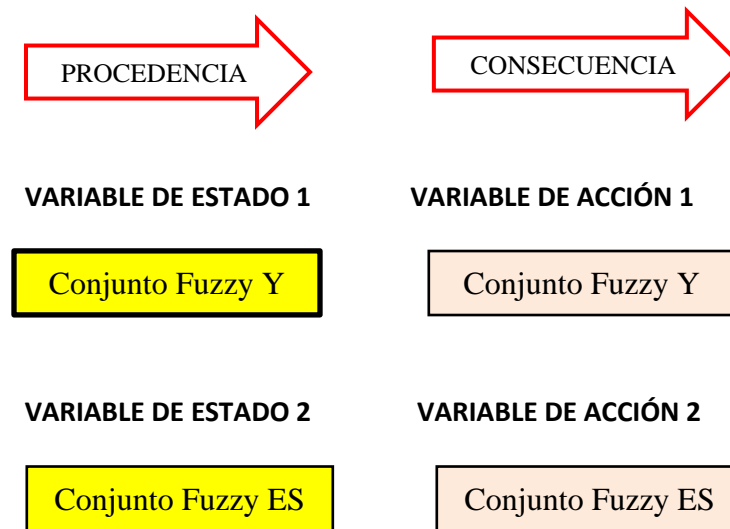 PROCEDENCIA
CONSECUENCIA
VARIABLE DE ESTADO 1
VARIABLE DE ACCIÓN 1
Conjunto Fuzzy Y
Conjunto Fuzzy Y
VARIABLE DE ESTADO 2
VARIABLE DE ACCIÓN 2
Conjunto Fuzzy ES
Conjunto Fuzzy ES